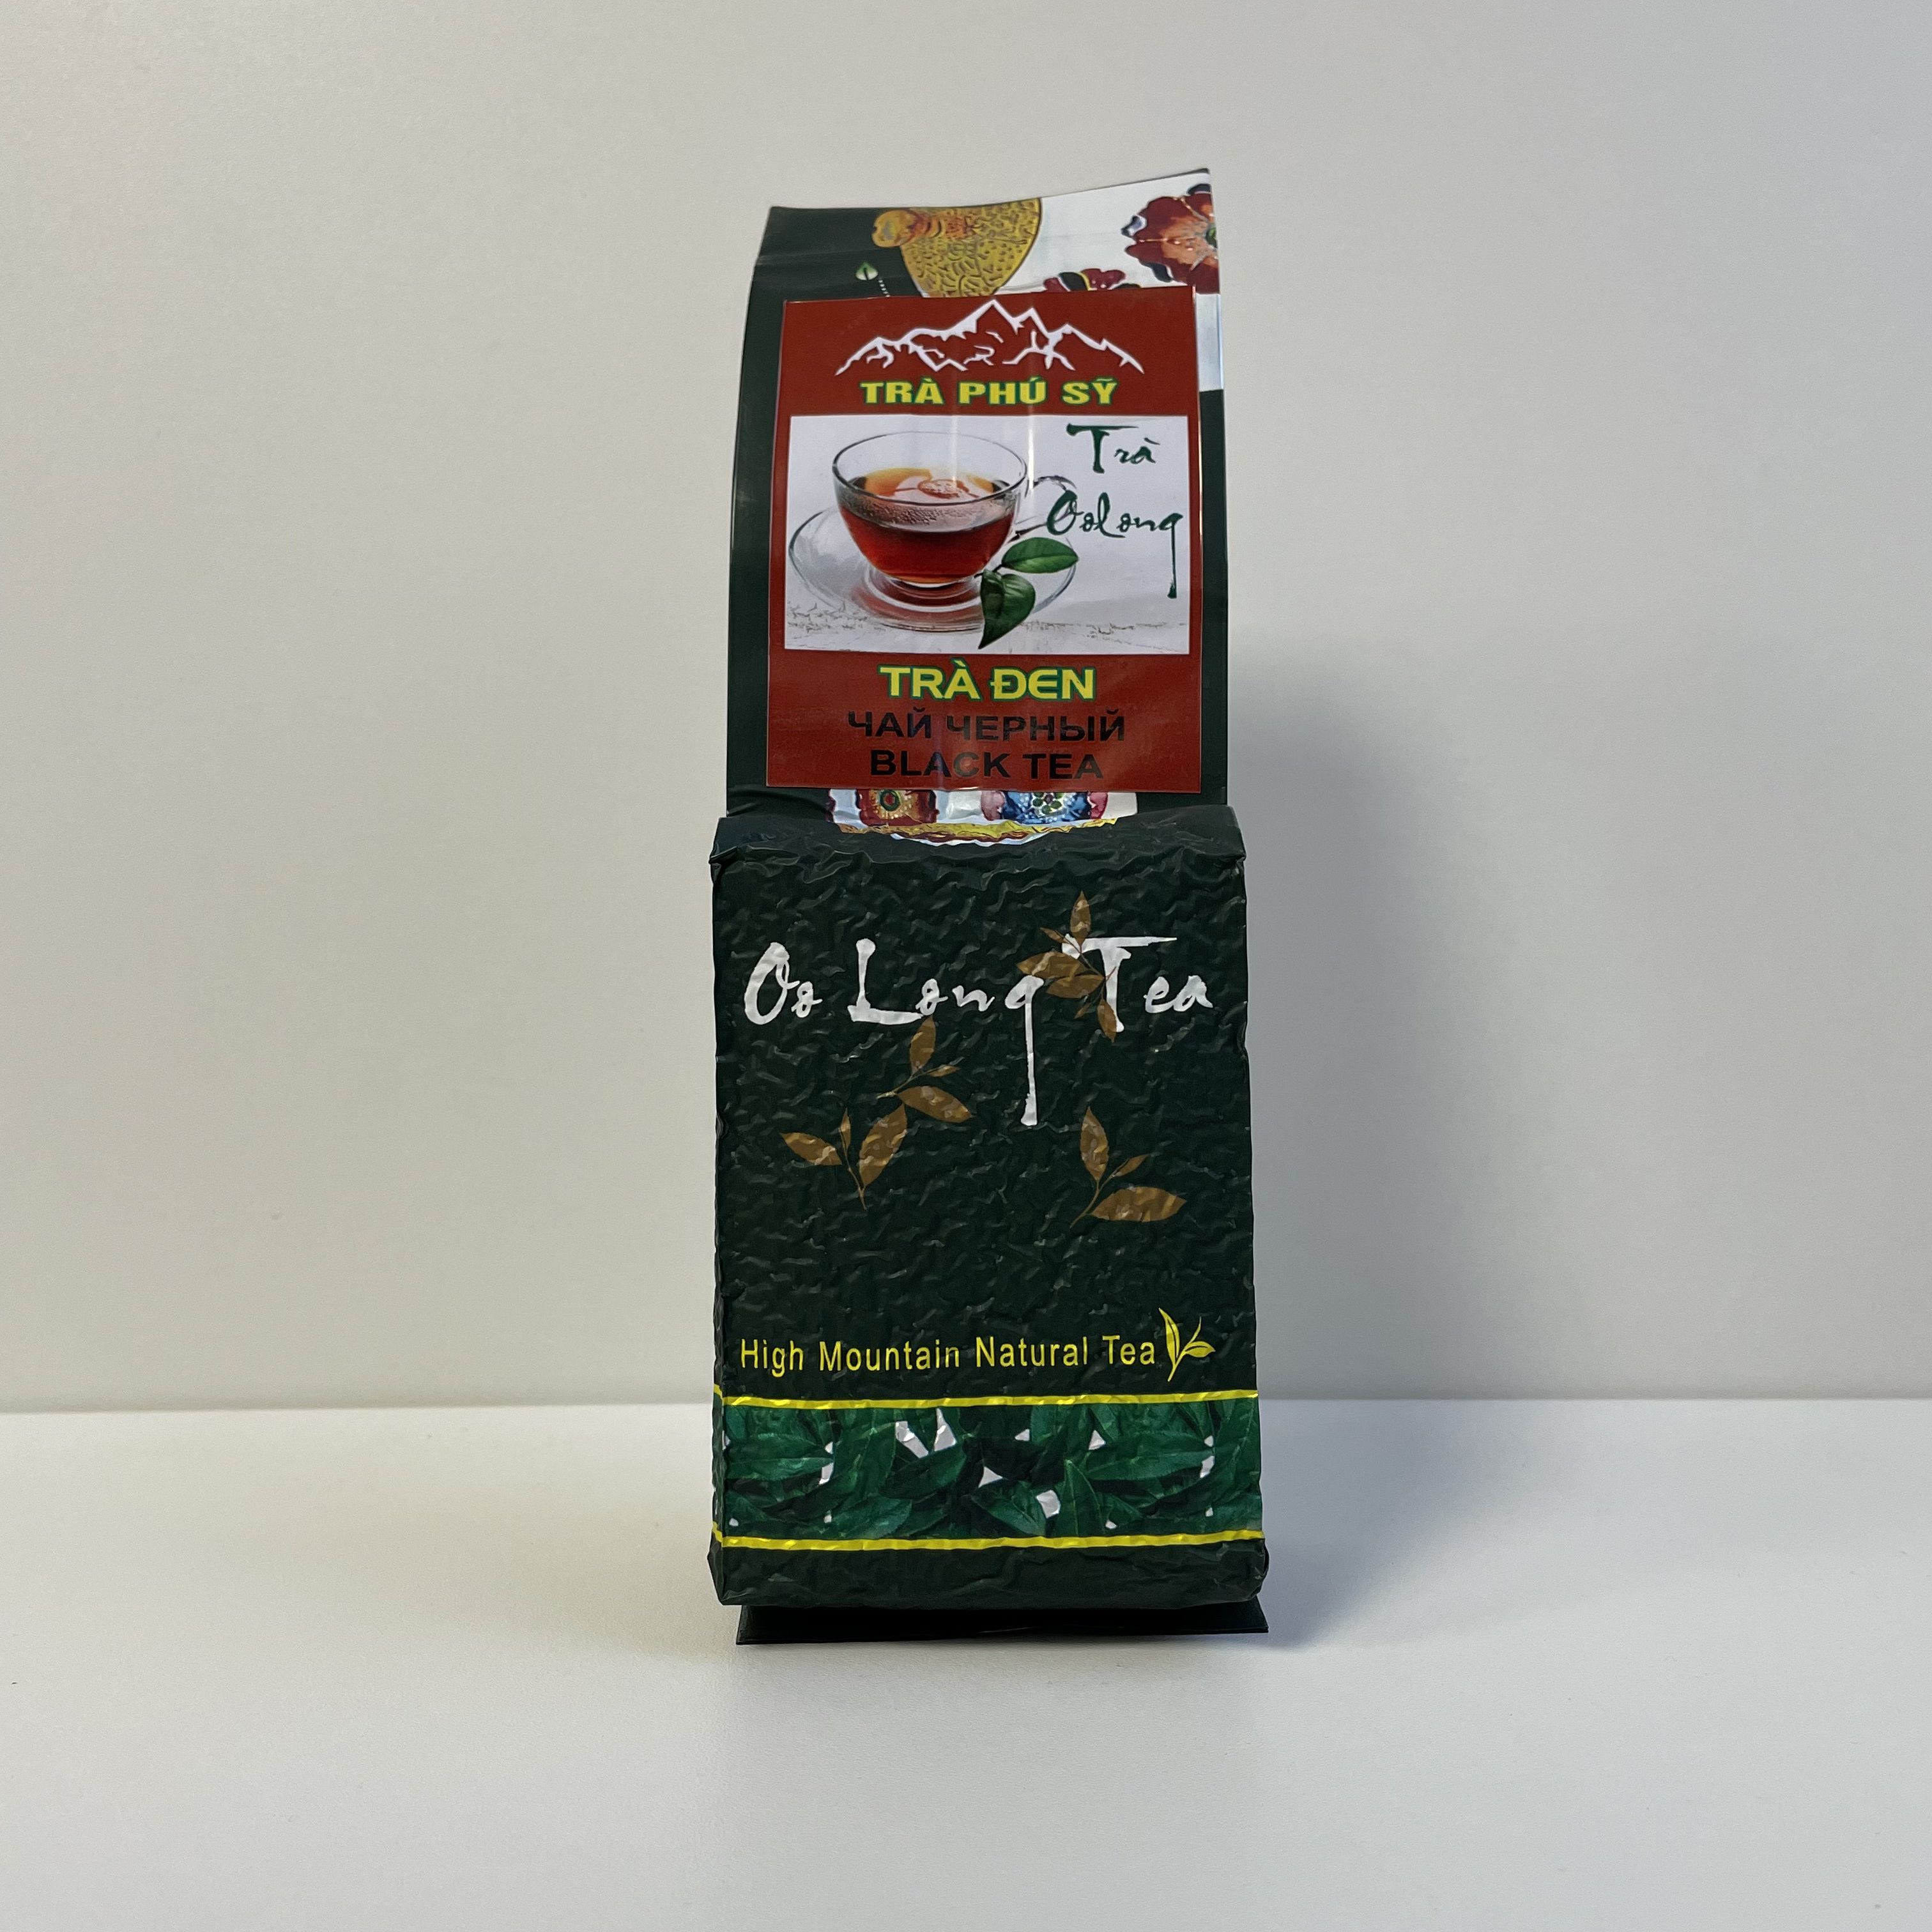 TRÀ PHÚ SỸ
Trà
Oolong
TRÀ ĐEN
ЧАЙ ЧЕРНЫЙ
BLACK TEA
Oo Long Tea
High Mountain Natural Tea